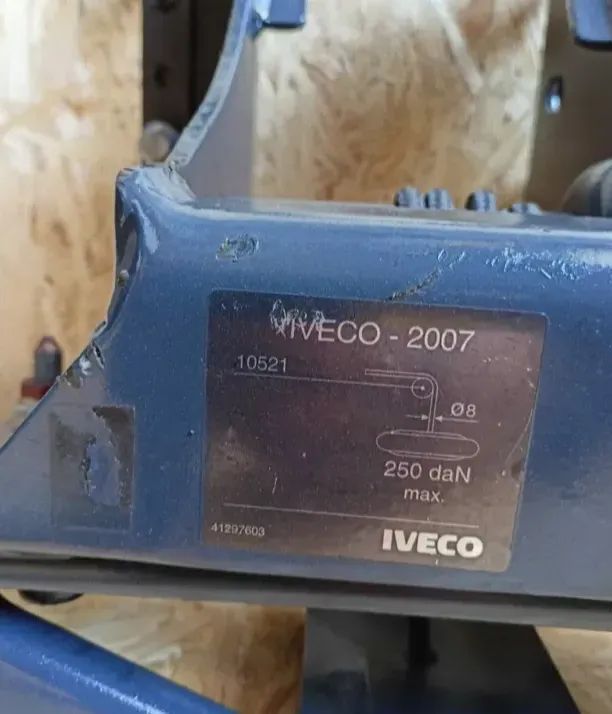 IVECO - 2007
10521
Ø8
250 daN
max.
41297603
IVECO